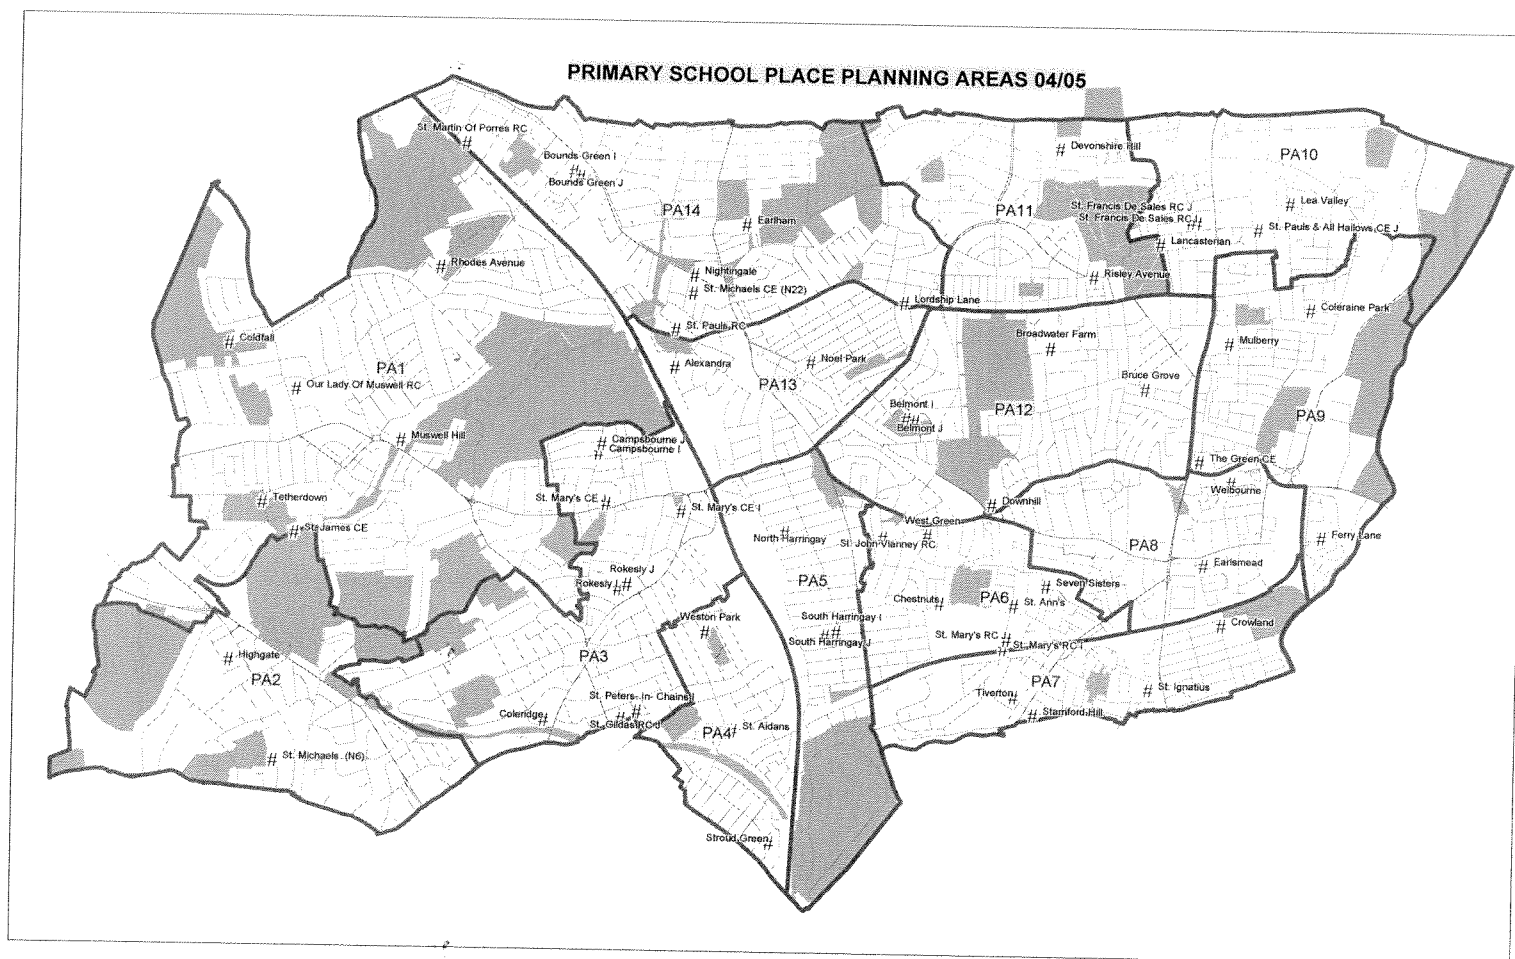 PRIMARY SCHOOL PLACE PLANNING AREAS 04/05
St. Martin Of Porres RC
Bounds Green I
Bounds Green J
PA14
Earlham
Nightingale
St. Michaels CE (N22)
St. Pauls RC
Devonshire Hill
PA11
St. Francis De Sales RC J
St. Francis De Sales RC I
Lancasterian
Risley Avenue
Lordship Lane
PA10
Lea Valley
St. Pauls & All Hallows CE J
Rhodes Avenue
Coldfall
PA1
Our Lady Of Muswell RC
Muswell Hill
Tetherdown
St James CE
Alexandra
Noel Park
PA13
Broadwater Farm
Bruce Grove
Belmont I
Belmont J
PA12
Downhill
Coleraine Park
Mulberry
PA9
The Green CE
Welbourne
Ferry Lane
Campsbourne J
Campsbourne I
St. Mary's CE J
St. Mary's CE I
Rokesly J
Rokesly I
North Harringay
West Green
St. John Vianney RC
PA5
South Harringay I
South Harringay J
PA8
Earlsmead
Seven Sisters
Chestnuts
PA6
St. Ann's
St. Mary's RC J
St. Mary's RC I
Crowland
Highgate
PA2
St. Michaels (N6)
Weston Park
PA3
St. Peters-in-Chains I
Coleridge
St. Gildas RC J
PA4
St. Aidans
Stroud Green
PA7
Tiverton
Stamford Hill
St. Ignatius